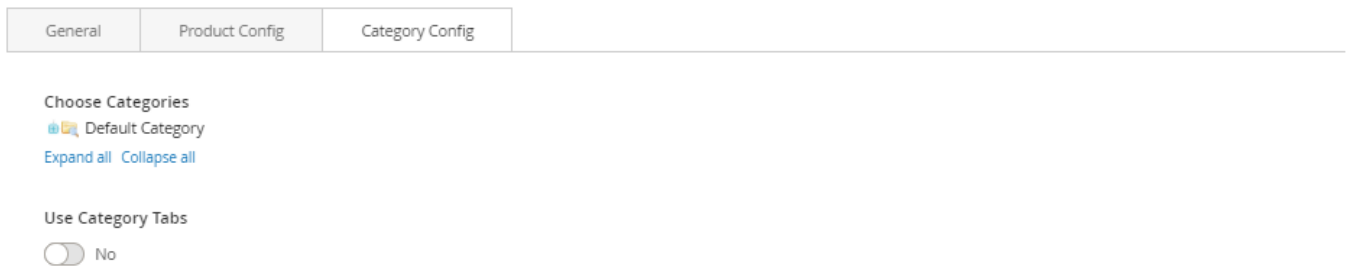 General Product Config Category Config
Choose Categories
Default Category
Expand all Collapse all
Use Category Tabs
No